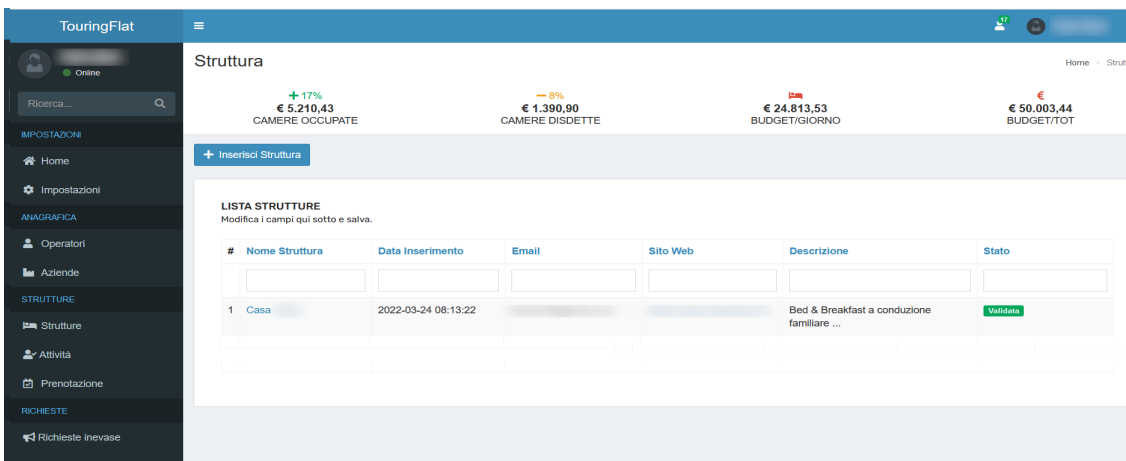 TouringFlat
17
Online
Struttura
Home > Strut
Ricerca...
+ 17%
€ 5.210,43
CAMERE OCCUPATE
− 8%
€ 1.390,90
CAMERE DISDETTE
€ 24.813,53
BUDGET/GIORNO
€
€ 50.003,44
BUDGET/TOT
IMPOSTAZIONI
Home
Impostazioni
ANAGRAFICA
Operatori
Aziende
STRUTTURE
Strutture
Attività
Prenotazione
RICHIESTE
Richieste inevase
+ Inserisci Struttura
LISTA STRUTTURE
Modifica i campi qui sotto e salva.
# Nome Struttura Data Inserimento Email Sito Web Descrizione Stato
1 Casa 2022-03-24 08:13:22 Bed & Breakfast a conduzione Validata
familiare ...